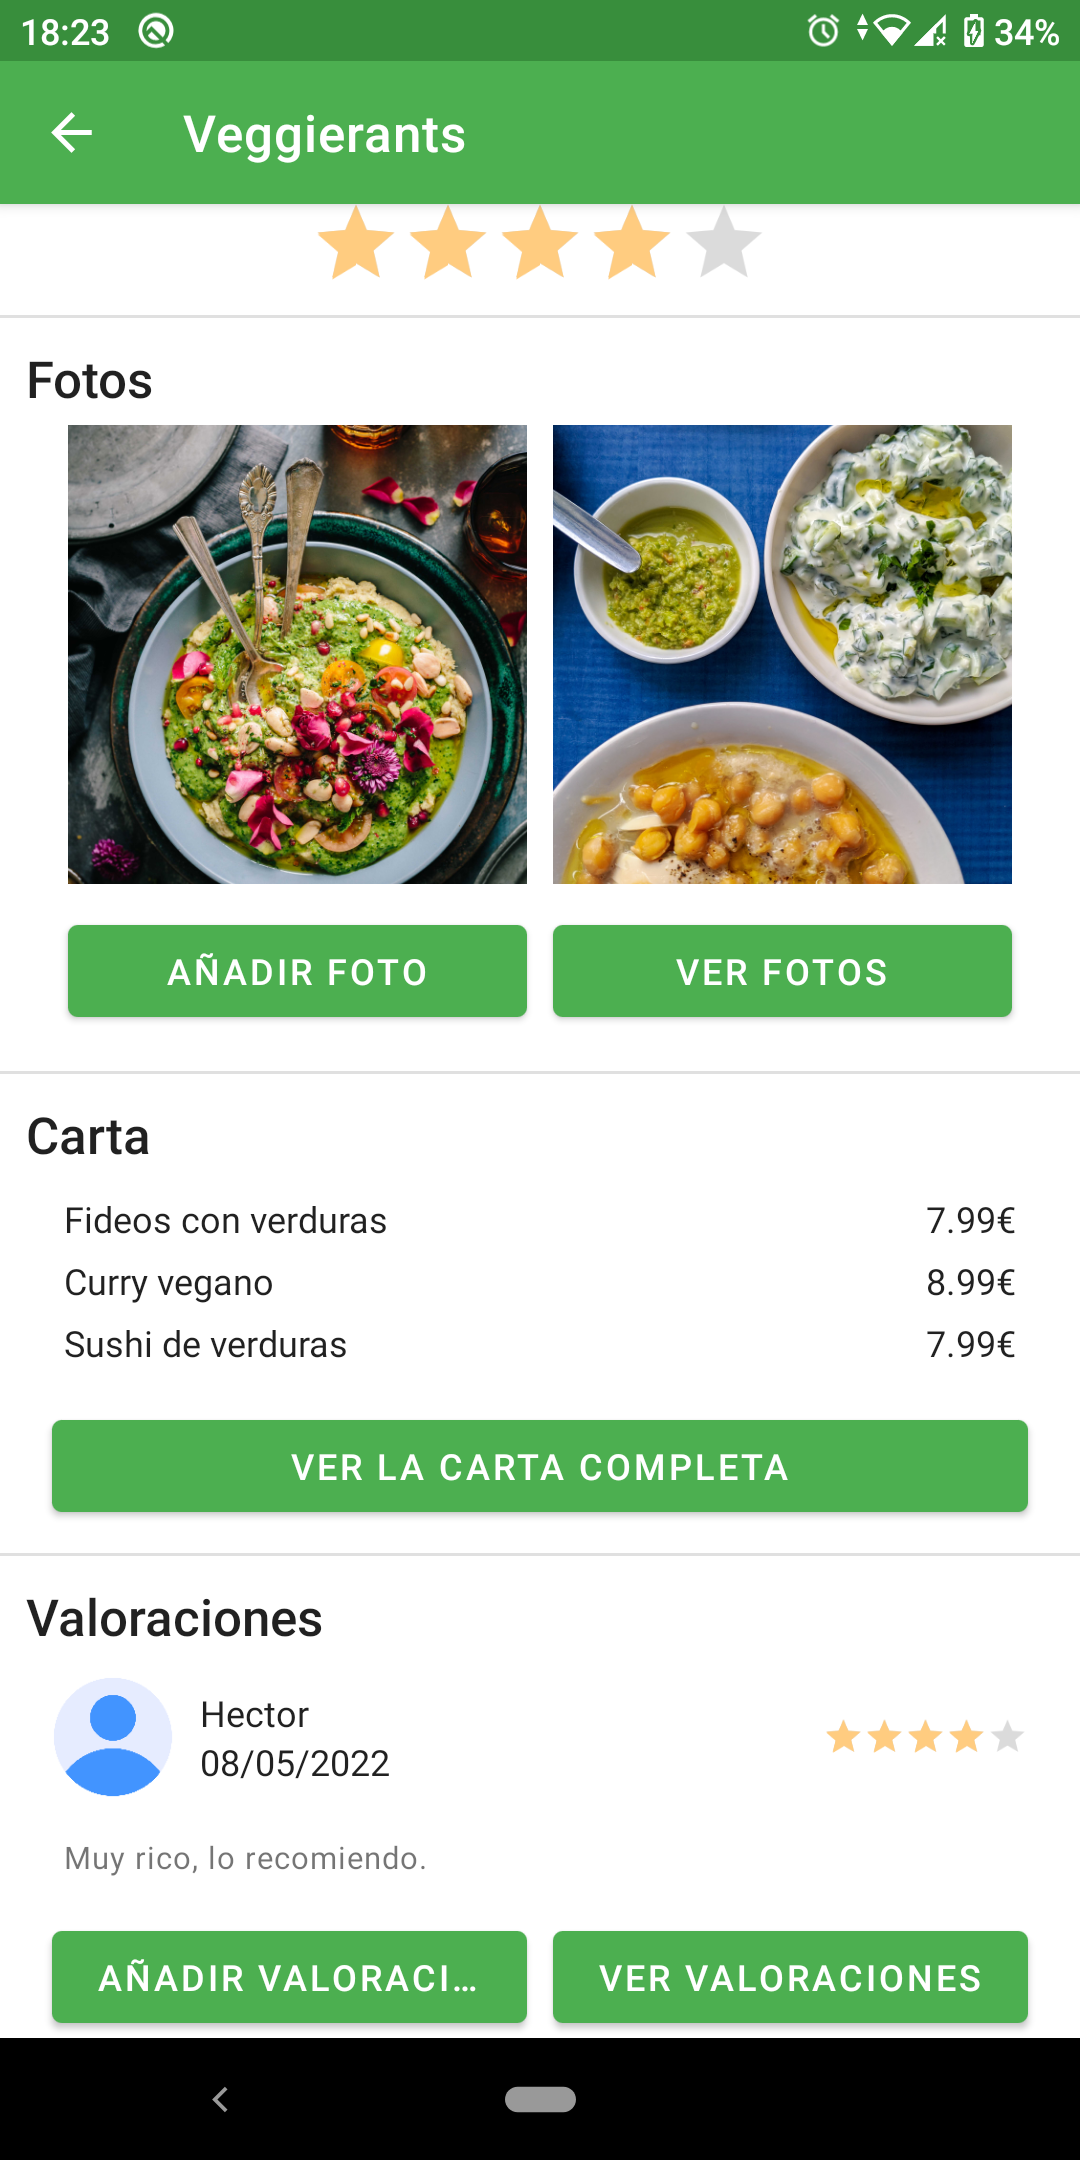 18:23 34%
Veggierants
Fotos
AÑADIR FOTO VER FOTOS
Carta
Fideos con verduras 7.99€
Curry vegano 8.99€
Sushi de verduras 7.99€
VER LA CARTA COMPLETA
Valoraciones
Hector
08/05/2022
Muy rico, lo recomiendo.
AÑADIR VALORACI... VER VALORACIONES